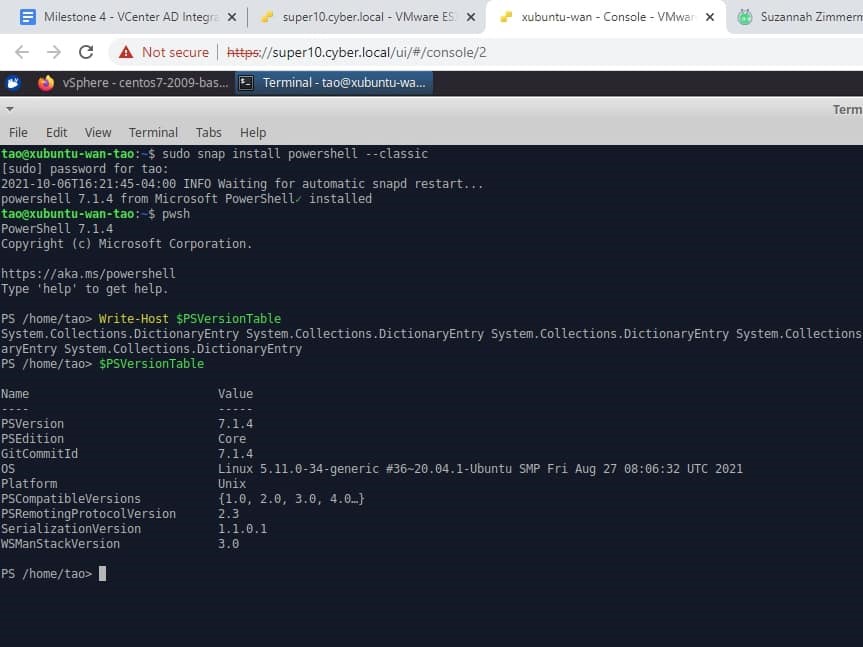 Milestone 4 - VCenter AD Integra
super10.cyber.local - VMware ES
xubuntu-wan - Console - VMwar
Suzannah Zimmerm
Not secure
https://super10.cyber.local/ui/#/console/2
vSphere - centos7-2009-bas...
Terminal - tao@xubuntu-wa...
Term
File Edit View Terminal Tabs Help
tao@xubuntu-wan-tao:~$ sudo snap install powershell --classic
[sudo] password for tao:
2021-10-06T16:21:45-04:00 INFO Waiting for automatic snapd restart...
powershell 7.1.4 from Microsoft PowerShell✓ installed
tao@xubuntu-wan-tao:~$ pwsh
PowerShell 7.1.4
Copyright (c) Microsoft Corporation.
https://aka.ms/powershell
Type 'help' to get help.
PS /home/tao> Write-Host $PSVersionTable
System.Collections.DictionaryEntry System.Collections.DictionaryEntry System.Collections.DictionaryEntry System.Collections
aryEntry System.Collections.DictionaryEntry
PS /home/tao> $PSVersionTable
Name Value
---- -----
PSVersion 7.1.4
PSEdition Core
GitCommitId 7.1.4
OS Linux 5.11.0-34-generic #36~20.04.1-Ubuntu SMP Fri Aug 27 08:06:32 UTC 2021
Platform Unix
PSCompatibleVersions {1.0, 2.0, 3.0, 4.0…}
PSRemotingProtocolVersion 2.3
SerializationVersion 1.1.0.1
WSManStackVersion 3.0
PS /home/tao>